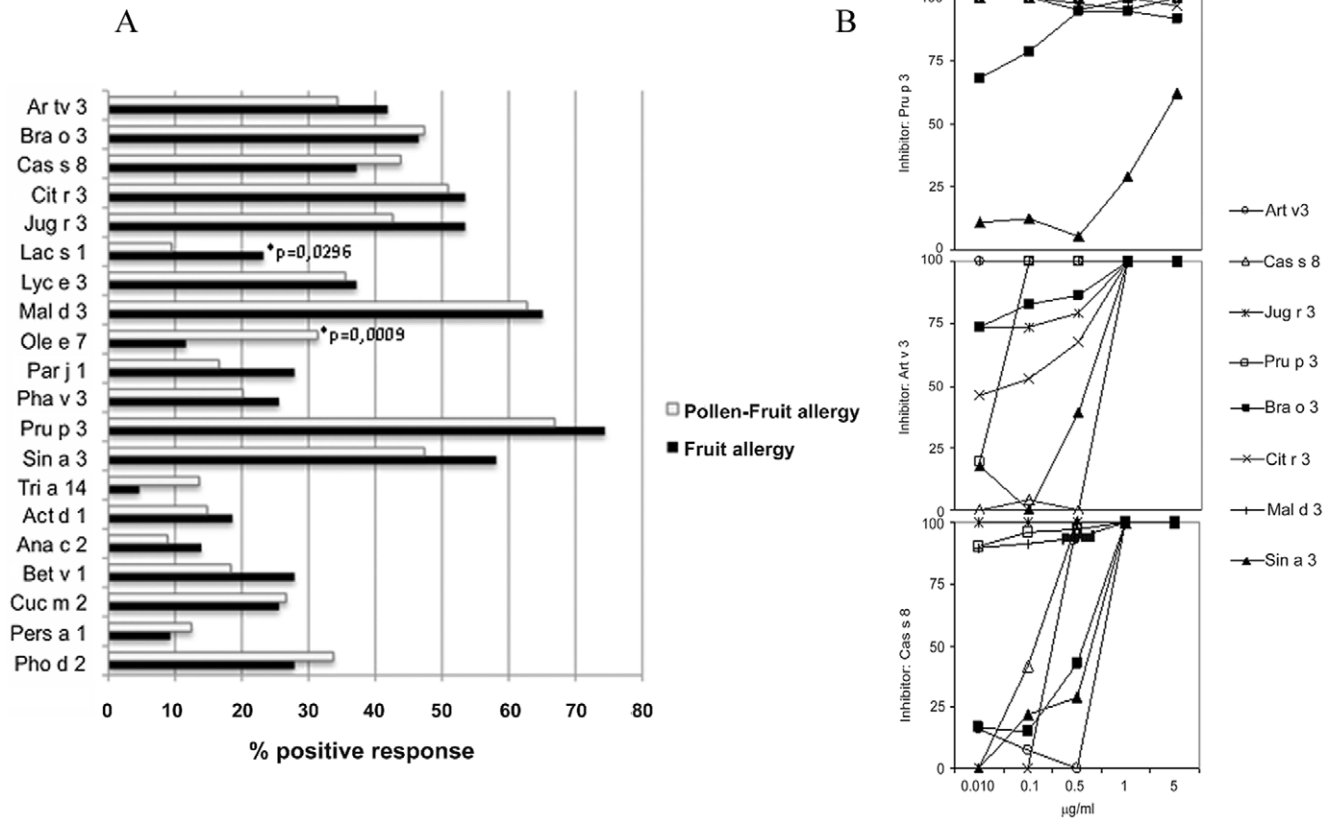 A
Ar tv 3
Bra o 3
Cas s 8
Cit r 3
Jug r 3
Lac s 1
*p=0,0296
Lyc e 3
Mal d 3
Ole e 7
*p=0,0009
Par j 1
Pha v 3
Pru p 3
Sin a 3
Tri a 14
Act d 1
Ana c 2
Bet v 1
Cuc m 2
Pers a 1
Pho d 2
0 10 20 30 40 50 60 70 80
% positive response
Pollen-Fruit allergy
Fruit allergy
B
Inhibitor: Pru p 3
100
75
50
25
0
Inhibitor: Art v 3
100
75
50
25
0
Inhibitor: Cas s 8
100
75
50
25
0
0.010 0.1 0.5 1 5
µg/ml
Art v3
Cas s 8
Jug r 3
Pru p 3
Bra o 3
Cit r 3
Mal d 3
Sin a 3